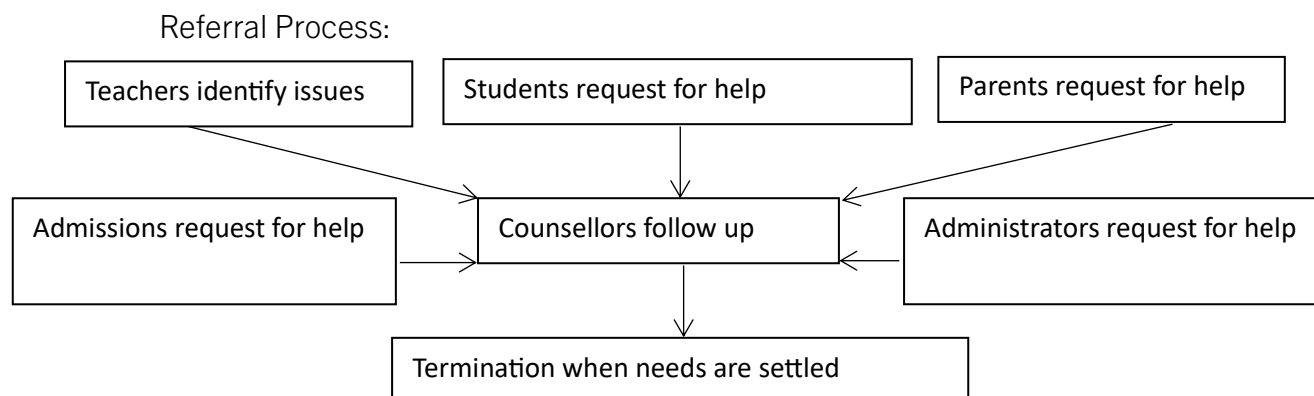 Referral Process:
Teachers identify issues
Students request for help
Parents request for help
Admissions request for help
Counsellors follow up
Administrators request for help
Termination when needs are settled